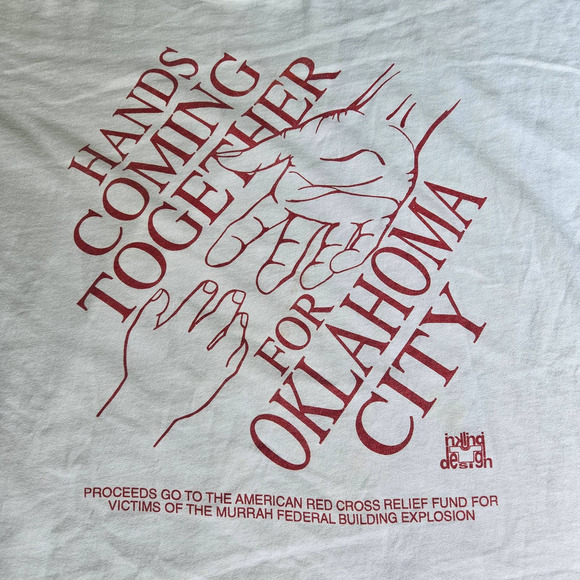 HANDS
COMING
TOGETHER
FOR
OKLAHOMA
CITY
inkling
design
PROCEEDS GO TO THE AMERICAN RED CROSS RELIEF FUND FOR
VICTIMS OF THE MURRAH FEDERAL BUILDING EXPLOSION